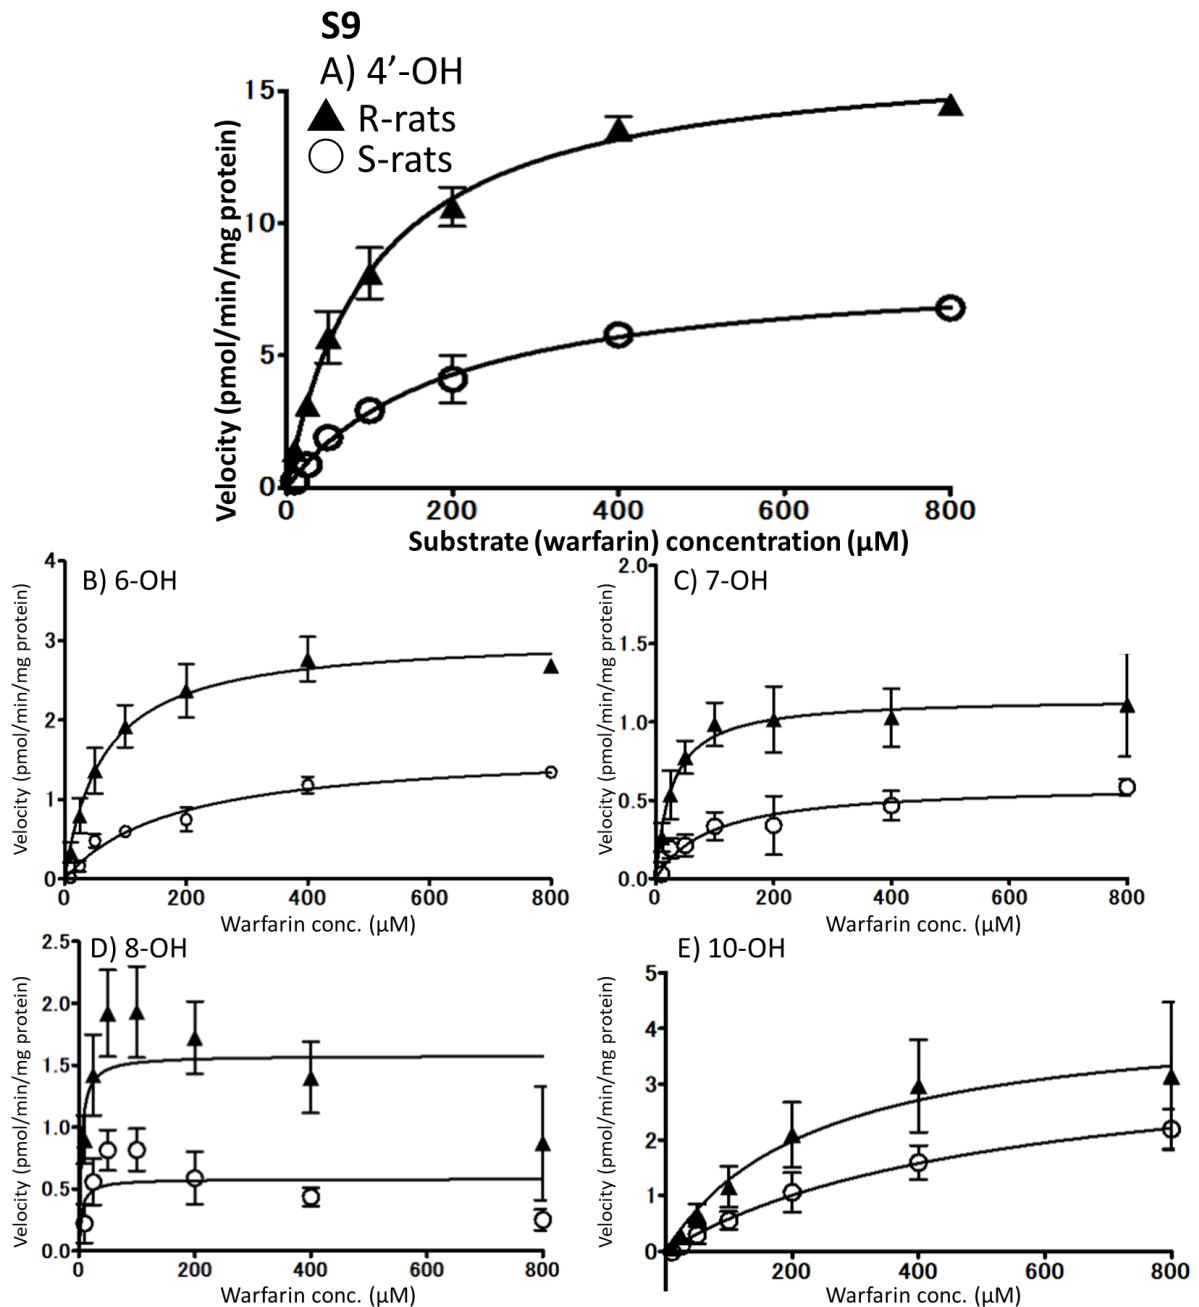 S9
A) 4’-OH
R-rats
S-rats
Velocity (pmol/min/mg protein)
15
10
5
0
0 200 400 600 800
Substrate (warfarin) concentration (µM)
B) 6-OH
Velocity (pmol/min/mg protein)
4
3
2
1
0
0 200 400 600 800
Warfarin conc. (µM)
C) 7-OH
Velocity (pmol/min/mg protein)
2.0
1.5
1.0
0.5
0.0
0 200 400 600 800
Warfarin conc. (µM)
D) 8-OH
Velocity (pmol/min/mg protein)
2.5
2.0
1.5
1.0
0.5
0.0
0 200 400 600 800
Warfarin conc. (µM)
E) 10-OH
Velocity (pmol/min/mg protein)
5
4
3
2
1
0
200 400 600 800
Warfarin conc. (µM)